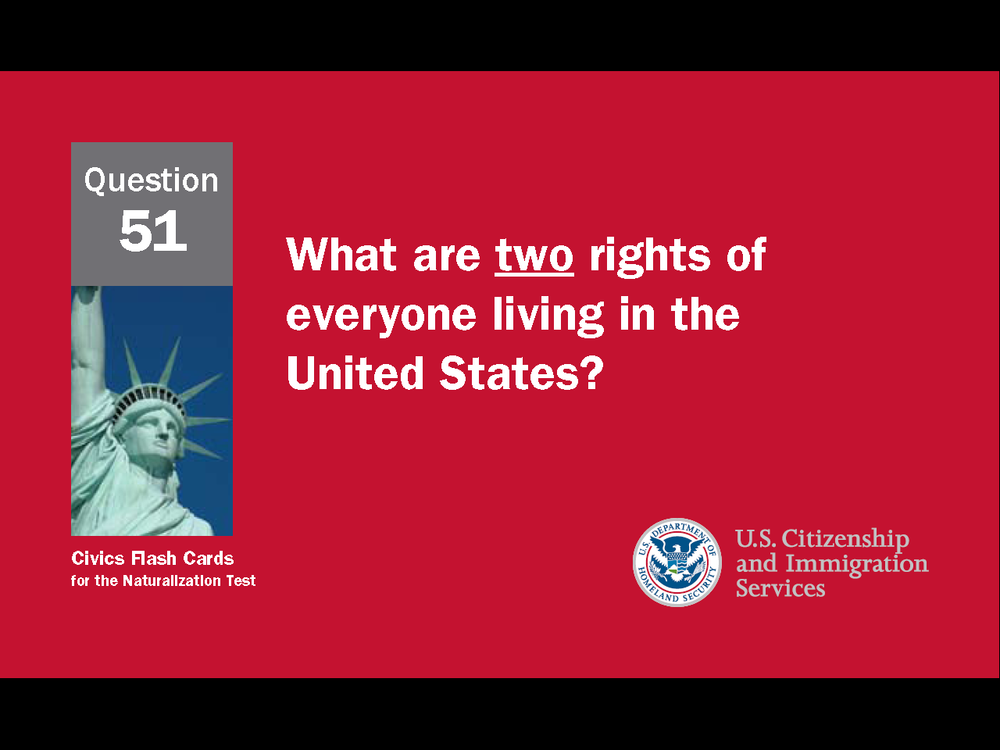 Question
51
What are two rights of
everyone living in the
United States?
Civics Flash Cards
for the Naturalization Test
U.S. DEPARTMENT OF
HOMELAND SECURITY
U.S. Citizenship
and Immigration
Services